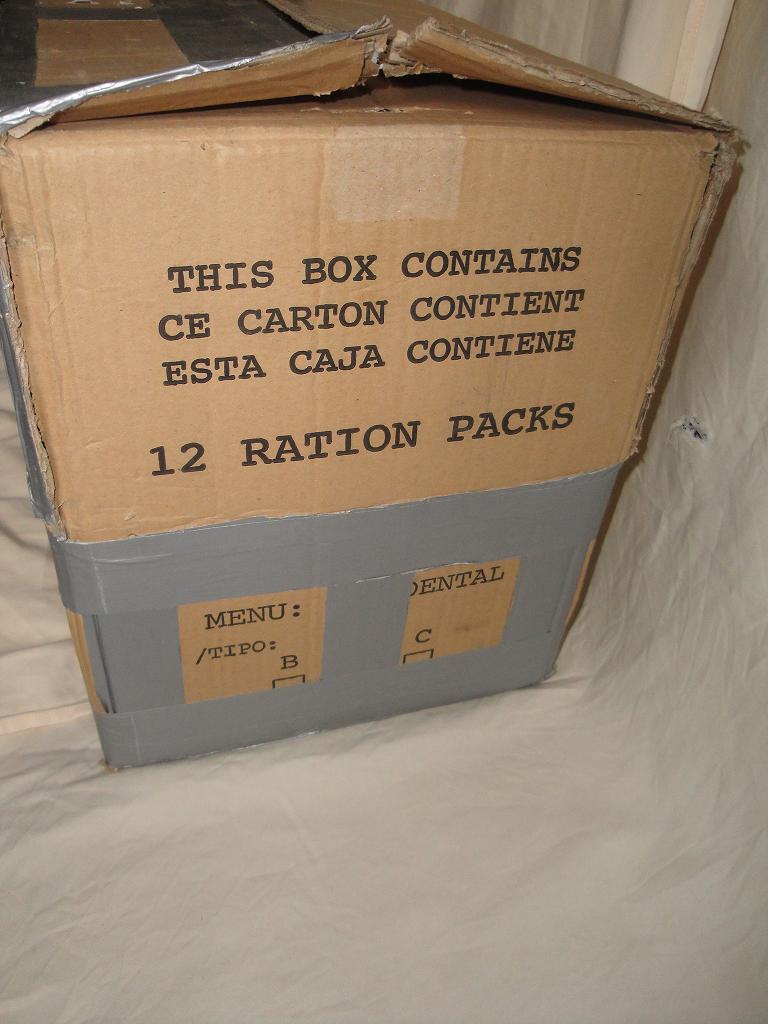 THIS BOX CONTAINS
CE CARTON CONTIENT
ESTA CAJA CONTIENE
12 RATION PACKS
MENU: DENTAL
/TIPO:
B C